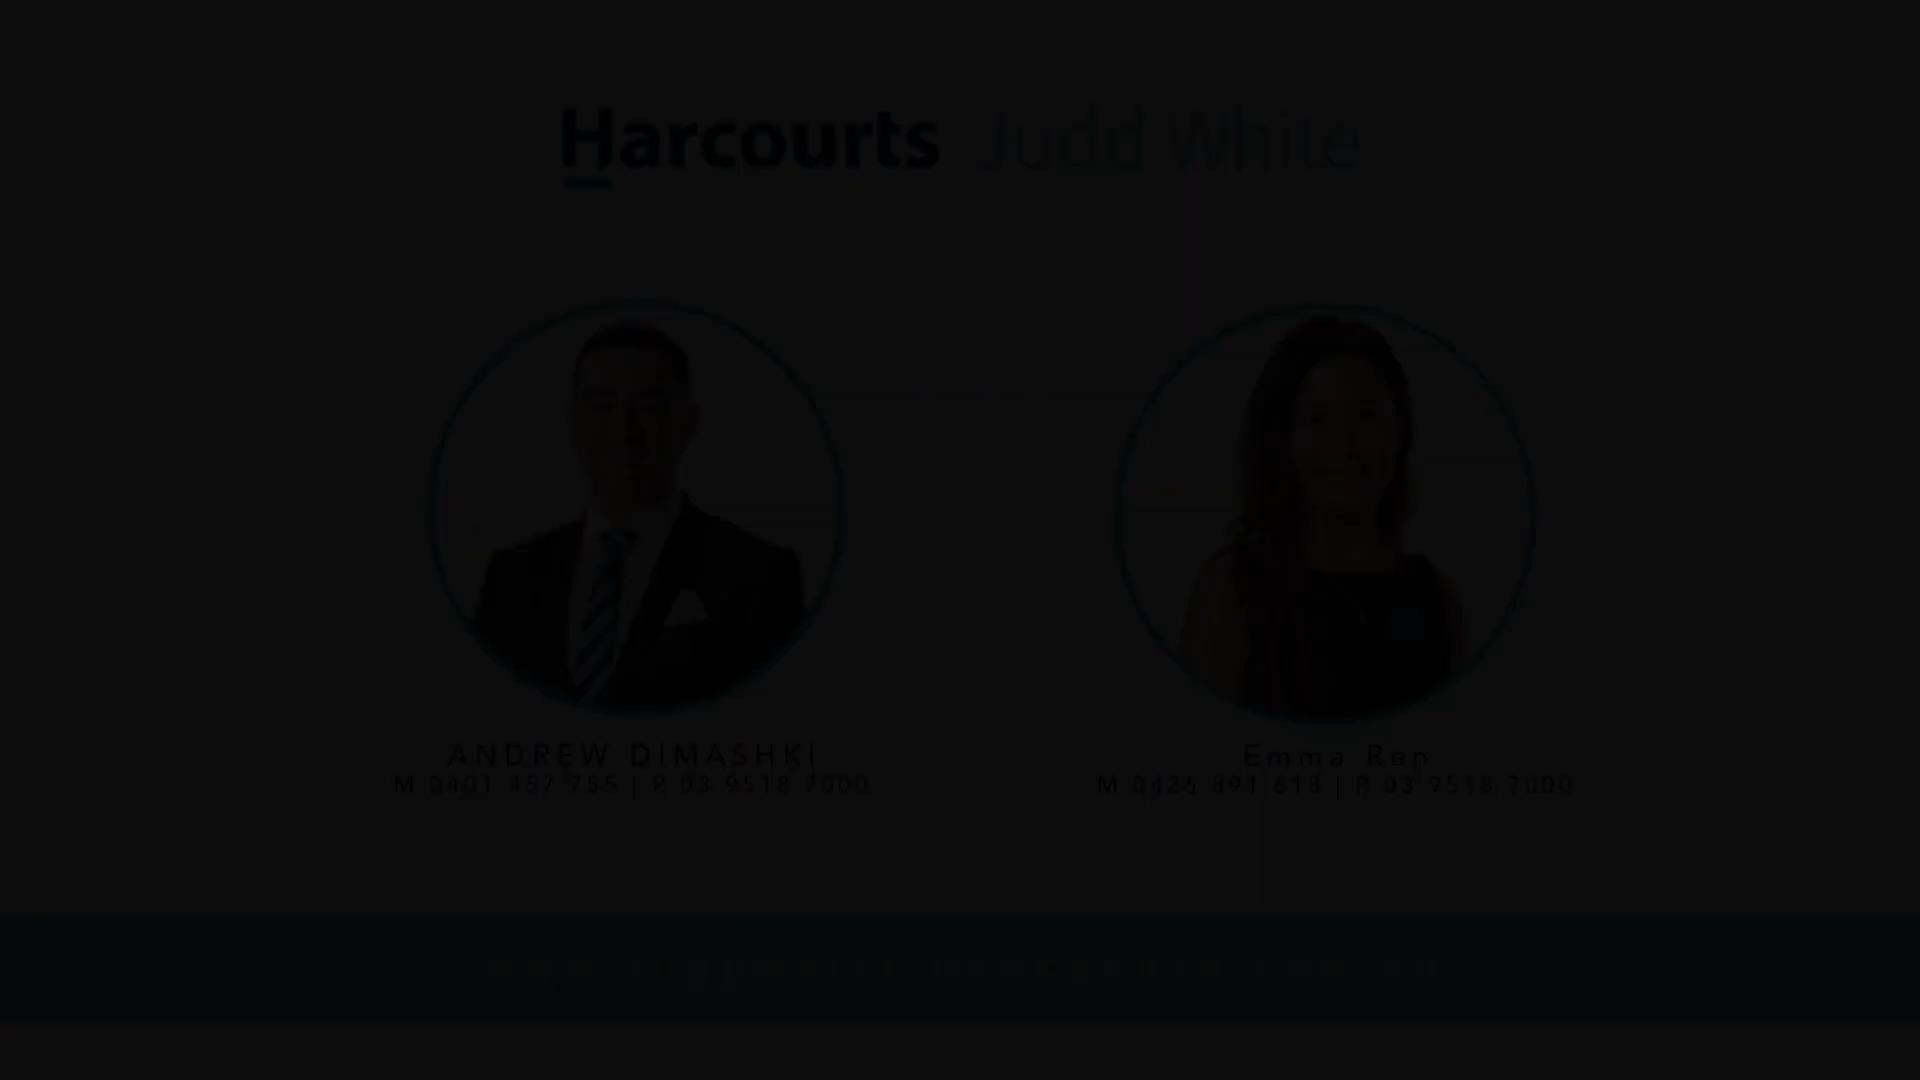 Harcourts Judd White
ANDREW DIMASHKI
M 0401 457 755 | P 03 9518 7000
Emma Ren
M 0426 891 618 | P 03 9518 7000